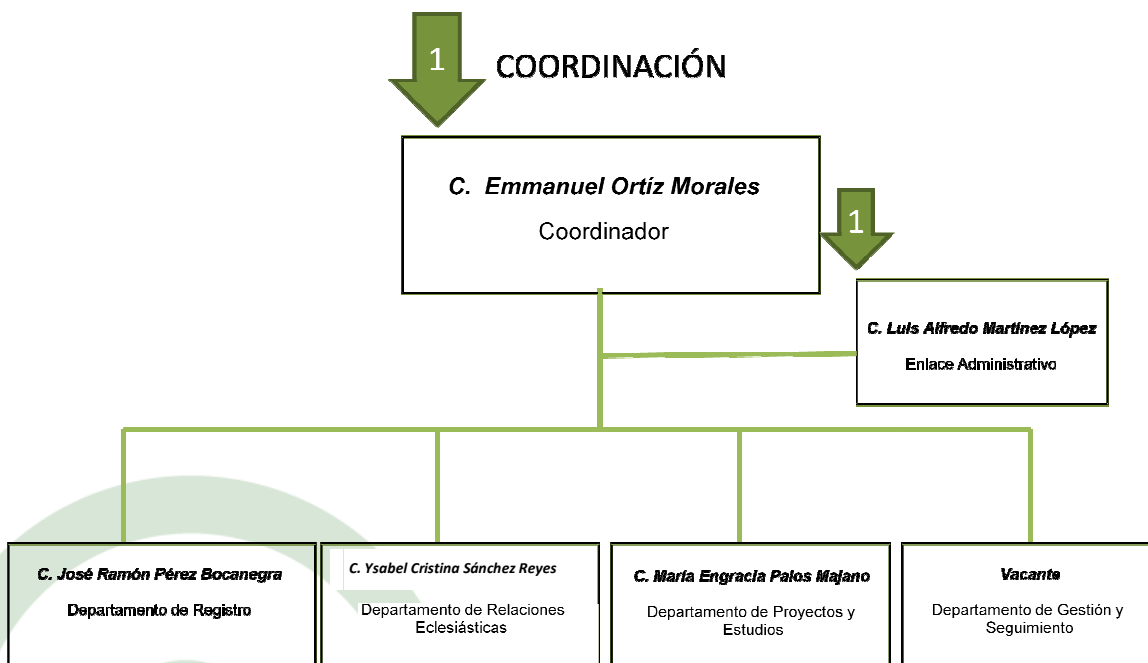 1
COORDINACIÓN
C. Emmanuel Ortíz Morales
Coordinador
1
C. Luis Alfredo Martínez López
Enlace Administrativo
C. José Ramón Pérez Bocanegra
Departamento de Registro
C. Ysabel Cristina Sánchez Reyes
Departamento de Relaciones
Eclesiásticas
C. María Engracia Palos Majano
Departamento de Proyectos y
Estudios
Vacante
Departamento de Gestión y
Seguimiento